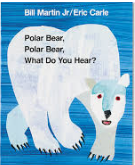 Bill Martin Jr / Eric Carle
Polar Bear,
Polar Bear,
What Do You Hear?